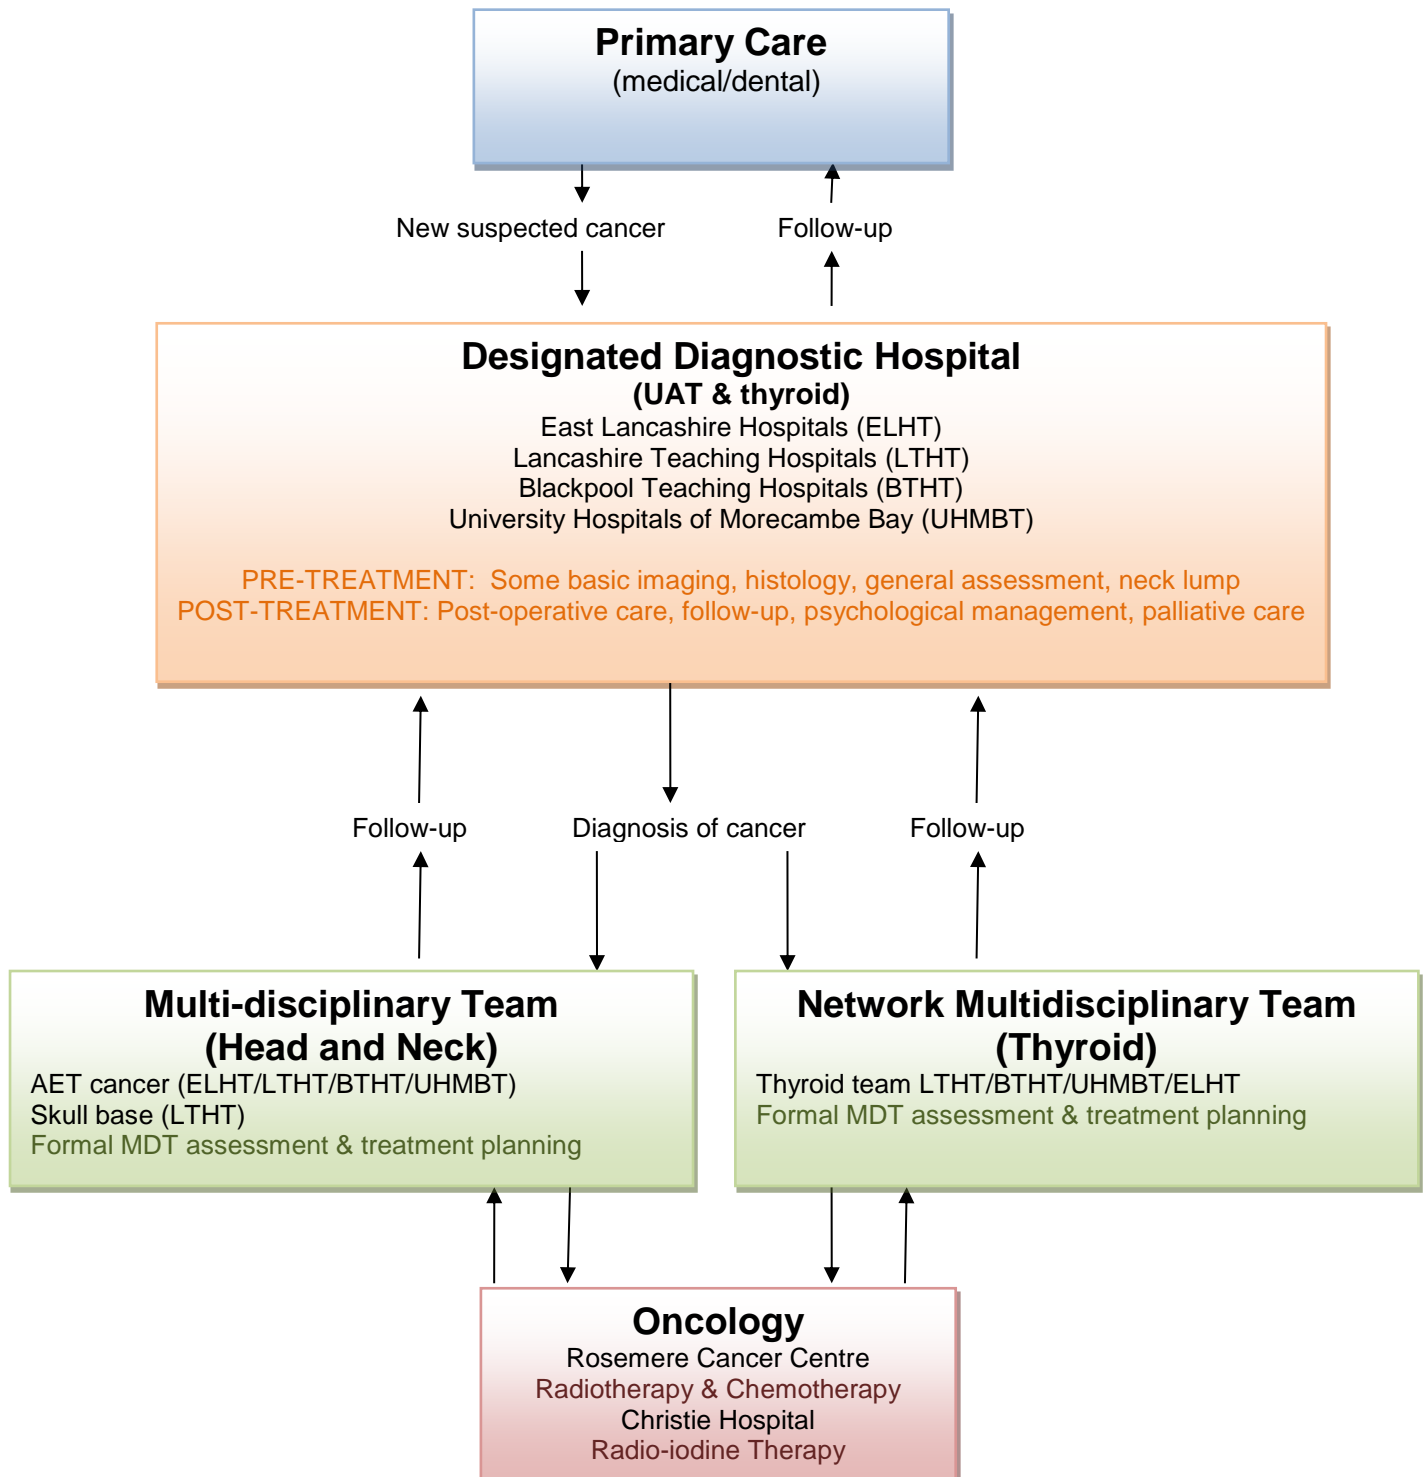 Primary Care
(medical/dental)
New suspected cancer
Follow-up
Designated Diagnostic Hospital
(UAT & thyroid)
East Lancashire Hospitals (ELHT)
Lancashire Teaching Hospitals (LTHT)
Blackpool Teaching Hospitals (BTHT)
University Hospitals of Morecambe Bay (UHMBT)
PRE-TREATMENT: Some basic imaging, histology, general assessment, neck lump
POST-TREATMENT: Post-operative care, follow-up, psychological management, palliative care
Follow-up
Diagnosis of cancer
Follow-up
Multi-disciplinary Team
(Head and Neck)
AET cancer (ELHT/LTHT/BTHT/UHMBT)
Skull base (LTHT)
Formal MDT assessment & treatment planning
Network Multidisciplinary Team
(Thyroid)
Thyroid team LTHT/BTHT/UHMBT/ELHT
Formal MDT assessment & treatment planning
Oncology
Rosemere Cancer Centre
Radiotherapy & Chemotherapy
Christie Hospital
Radio-iodine Therapy